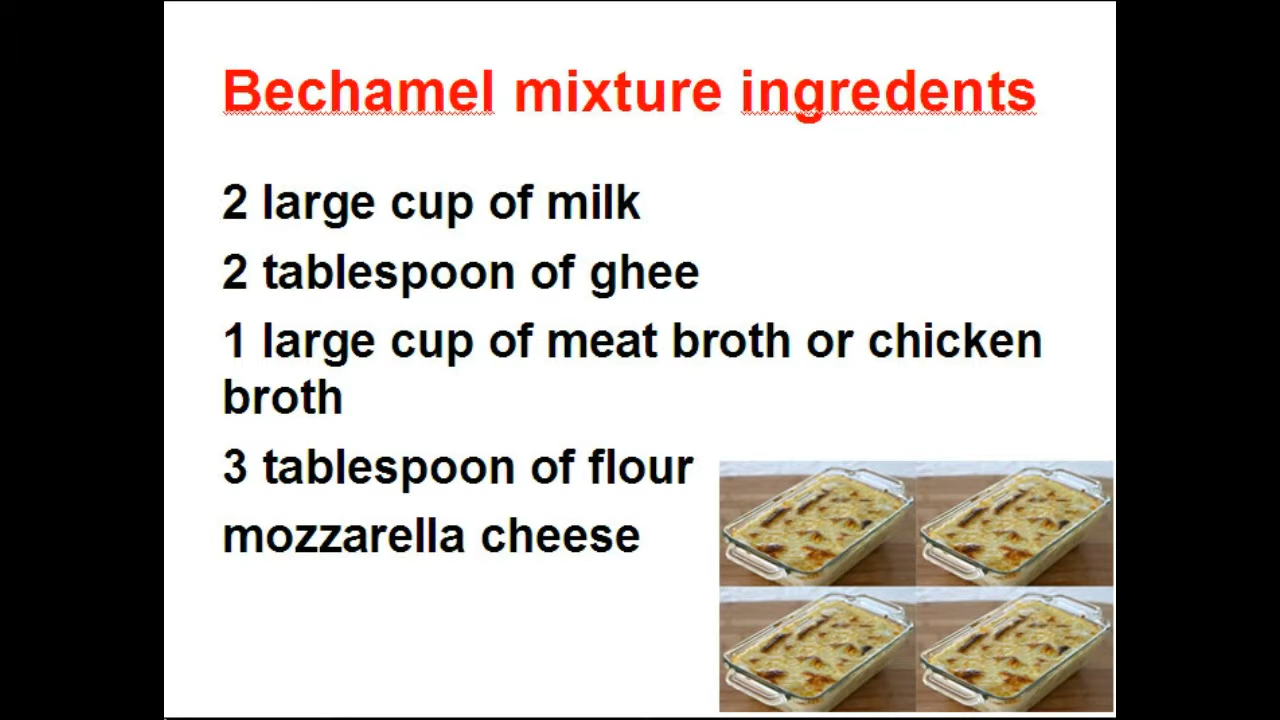 Bechamel mixture ingredents
2 large cup of milk
2 tablespoon of ghee
1 large cup of meat broth or chicken
broth
3 tablespoon of flour
mozzarella cheese